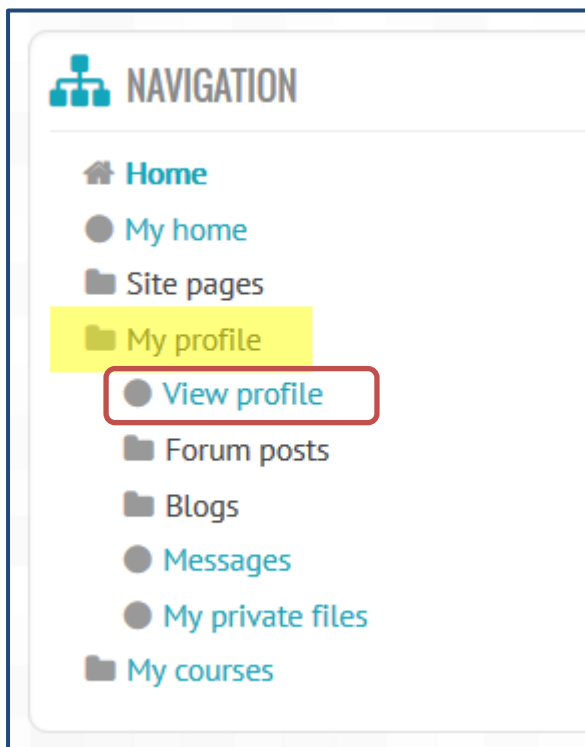 NAVIGATION
Home
My home
Site pages
My profile
View profile
Forum posts
Blogs
Messages
My private files
My courses